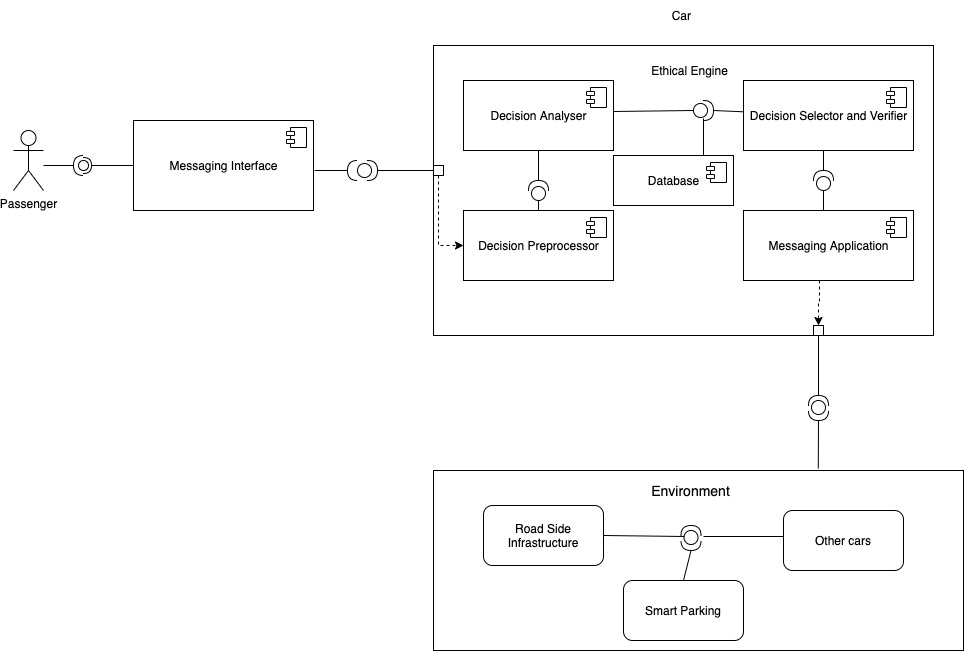 Car
Ethical Engine
Decision Analyser
Decision Selector and Verifier
Messaging Interface
Database
Passenger
Decision Preprocessor
Messaging Application
Environment
Road Side
Infrastructure
Other cars
Smart Parking